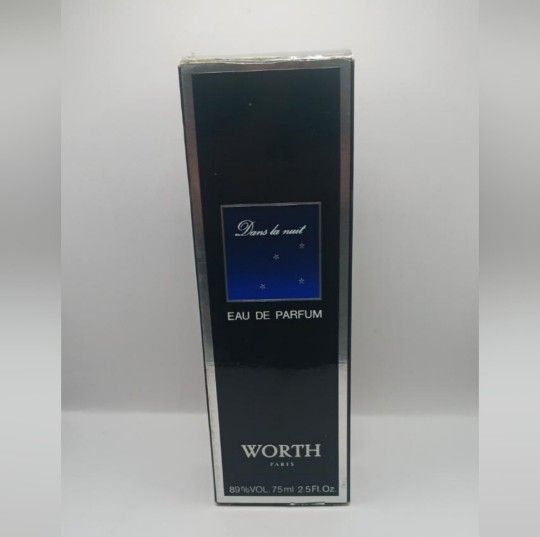 Dans la nuit
EAU DE PARFUM
WORTH
PARIS
89%VOL. 75ml 2.5Fl.Oz.